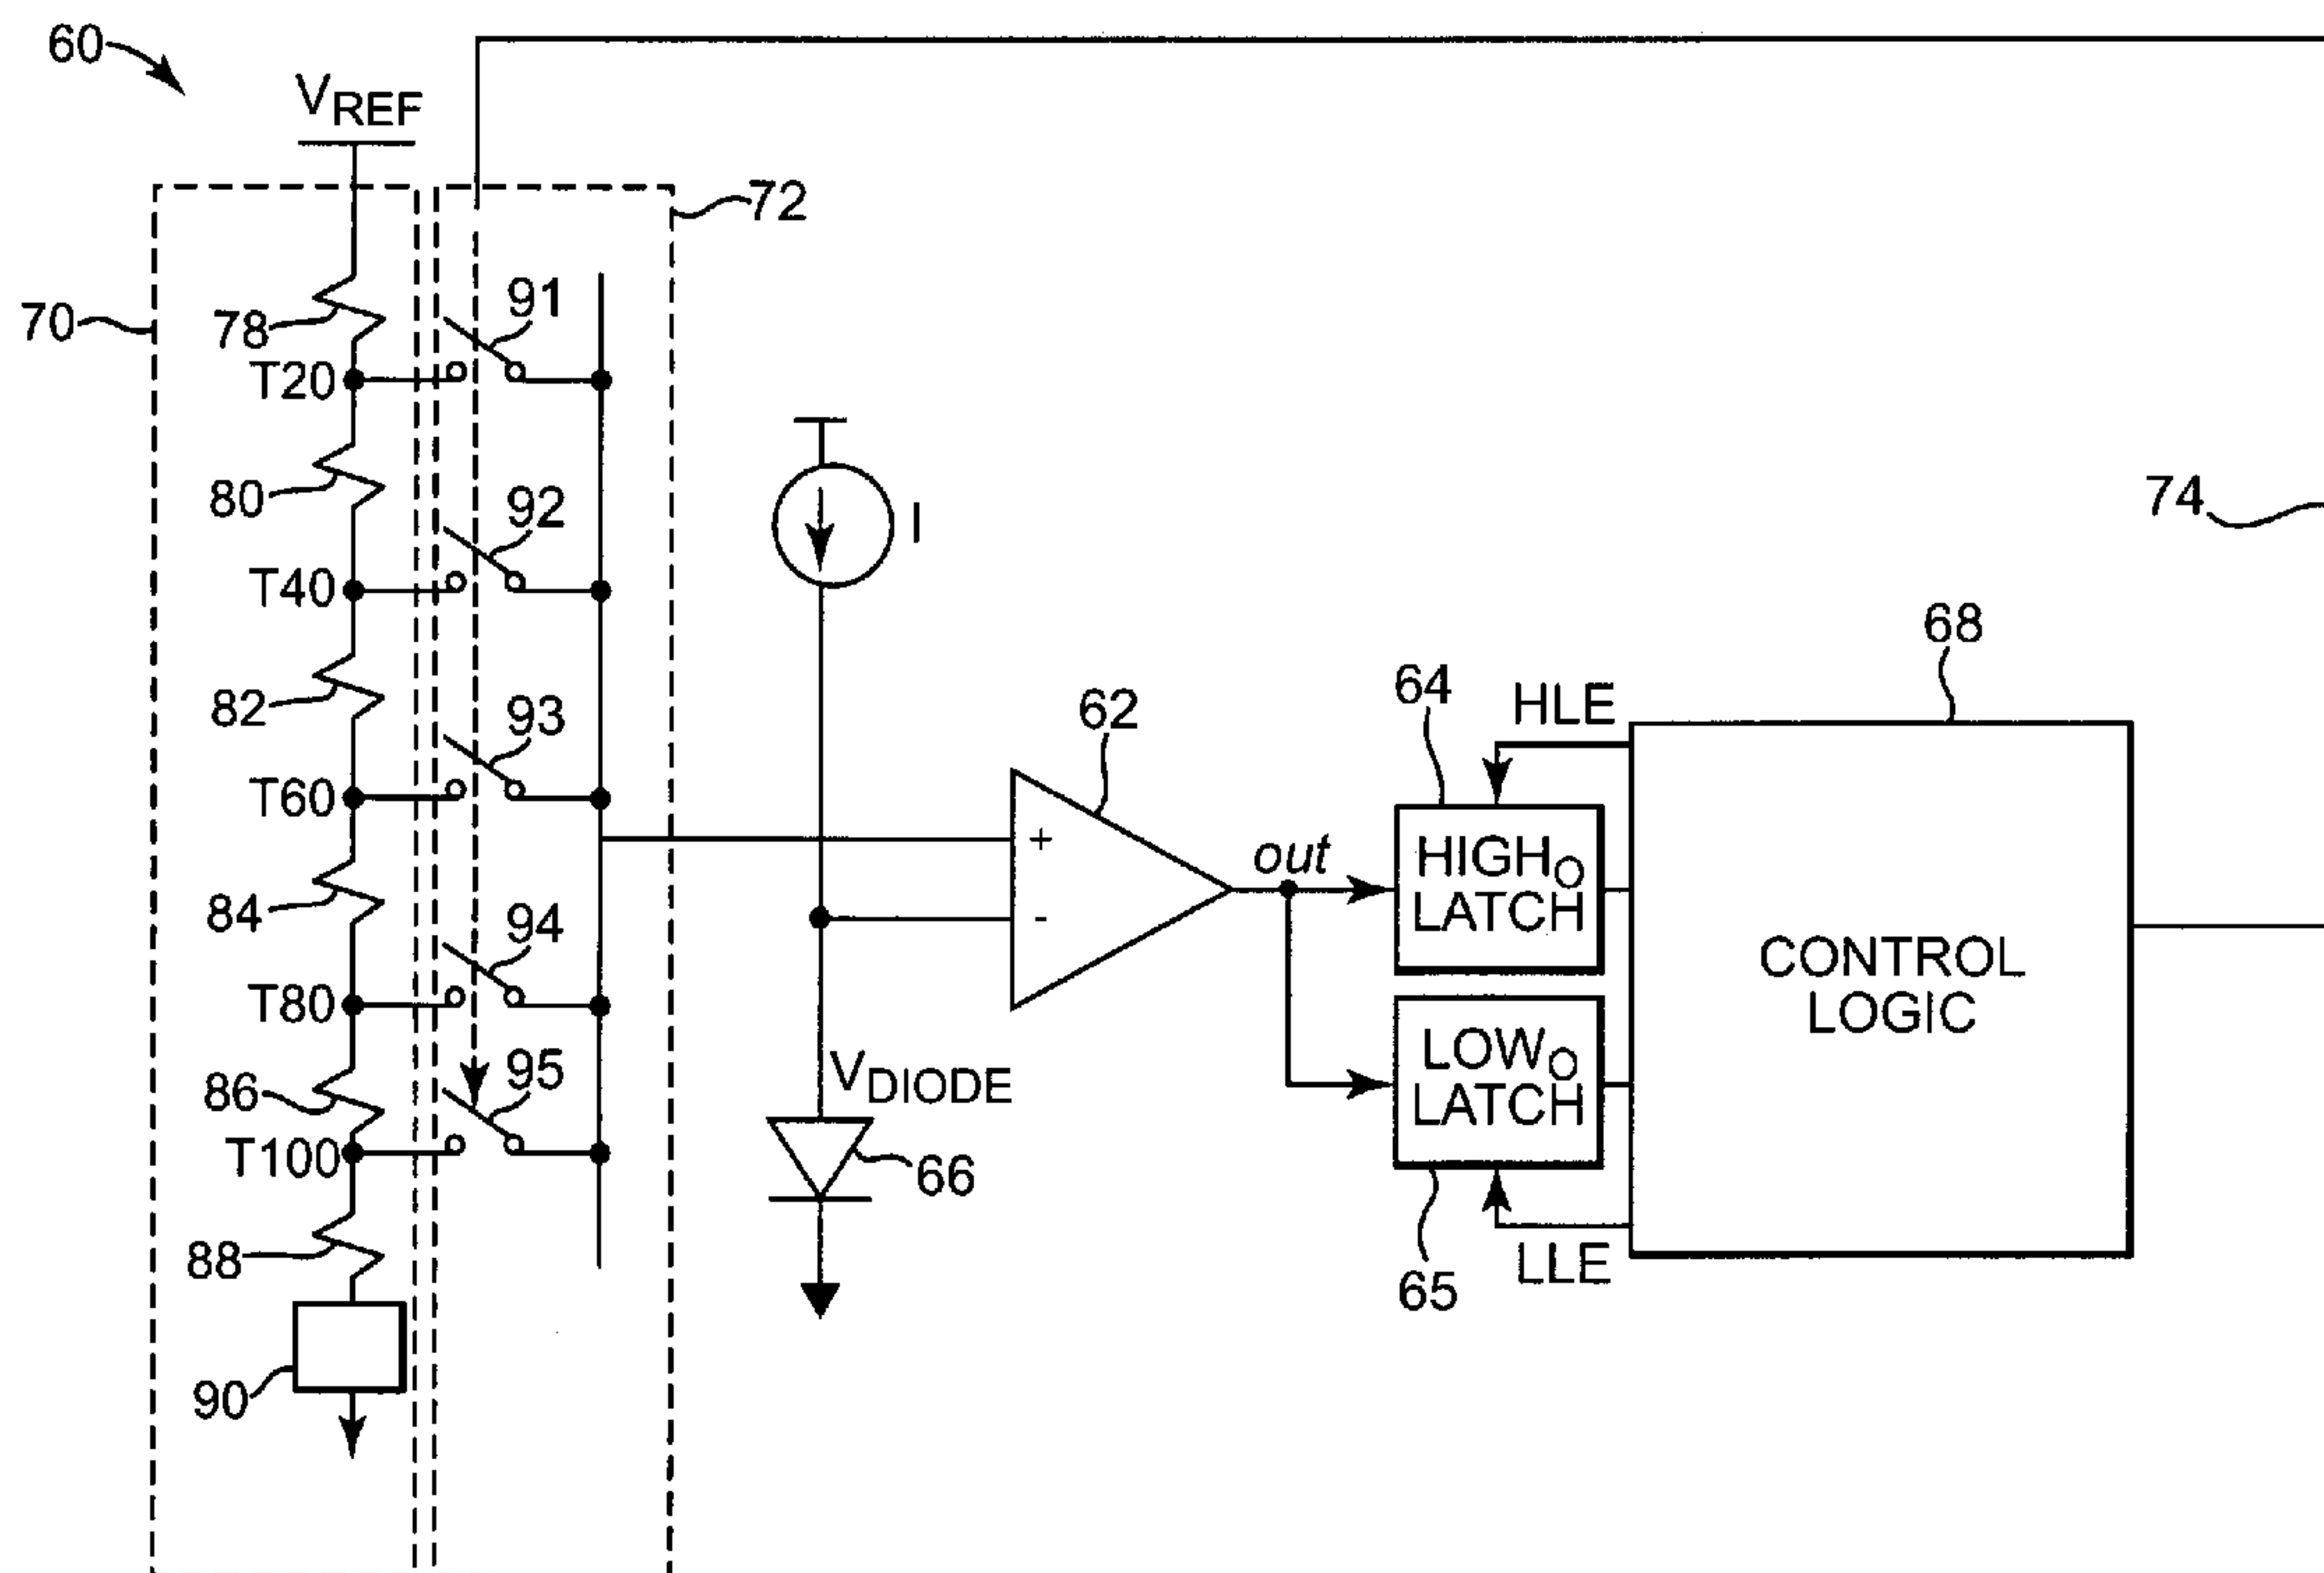 60
VREF
72
70
78
91
T20
80
92
I
74
T40
82
93
64
HLE
68
62
T60
+
out
HIGHO
LATCH
84
94
-
CONTROL
LOGIC
T80
86
95
VDIODE
LOWO
LATCH
T100
66
88
65
LLE
90